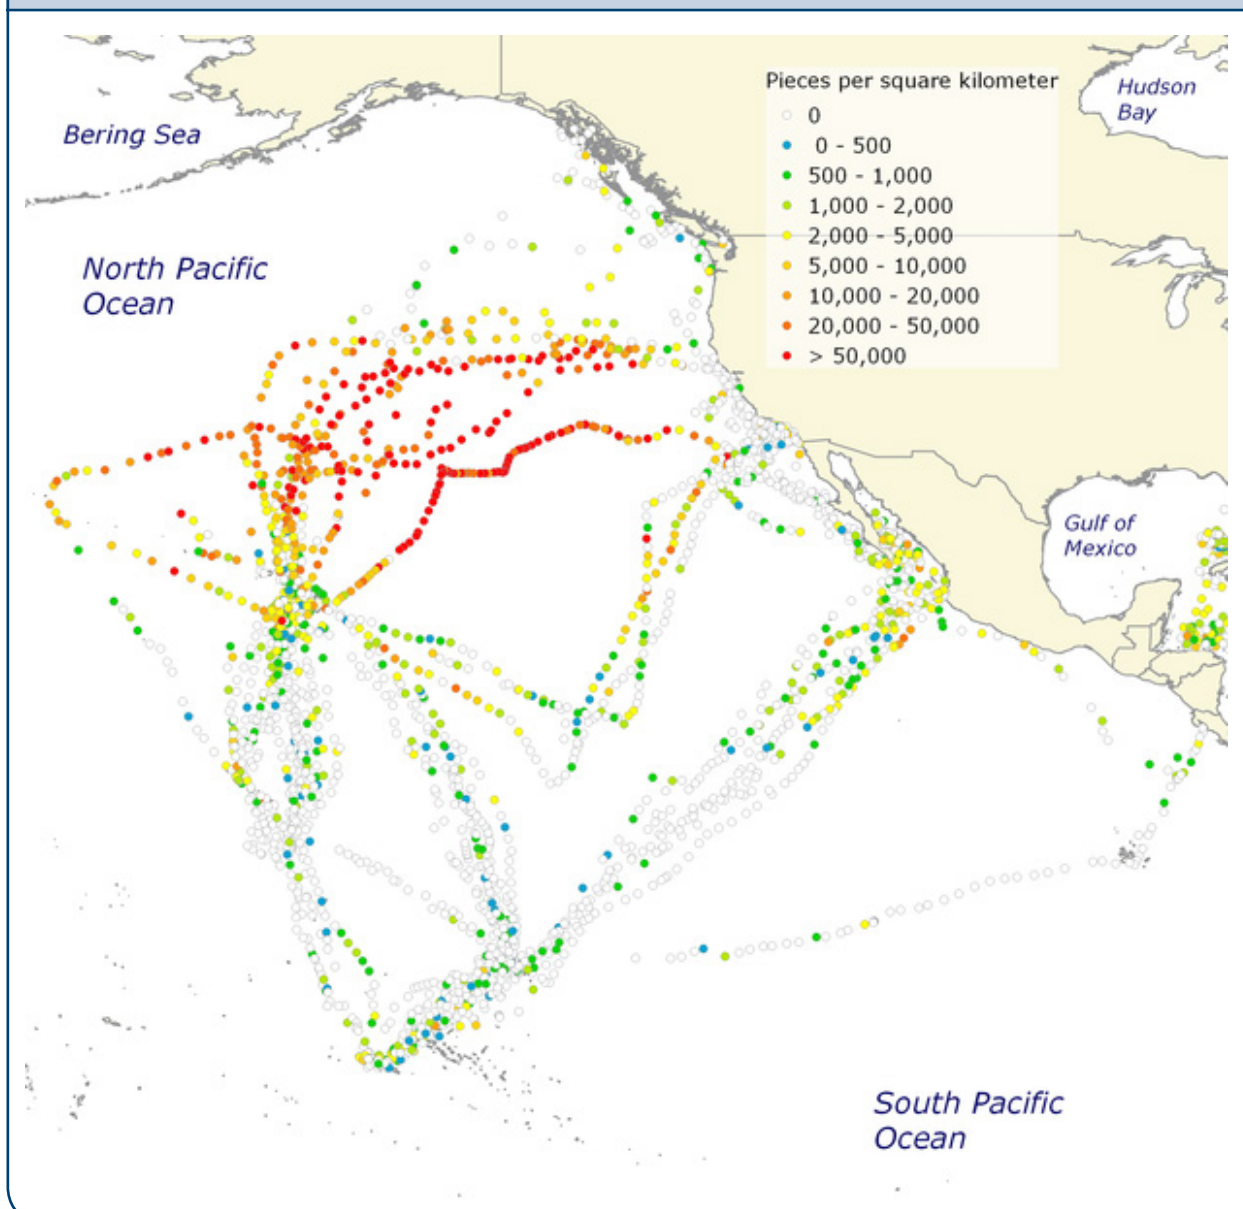 Pieces per square kilometer
0
0 - 500
500 - 1,000
1,000 - 2,000
2,000 - 5,000
5,000 - 10,000
10,000 - 20,000
20,000 - 50,000
> 50,000
Hudson
Bay
Bering Sea
North Pacific
Ocean
Gulf of
Mexico
South Pacific
Ocean